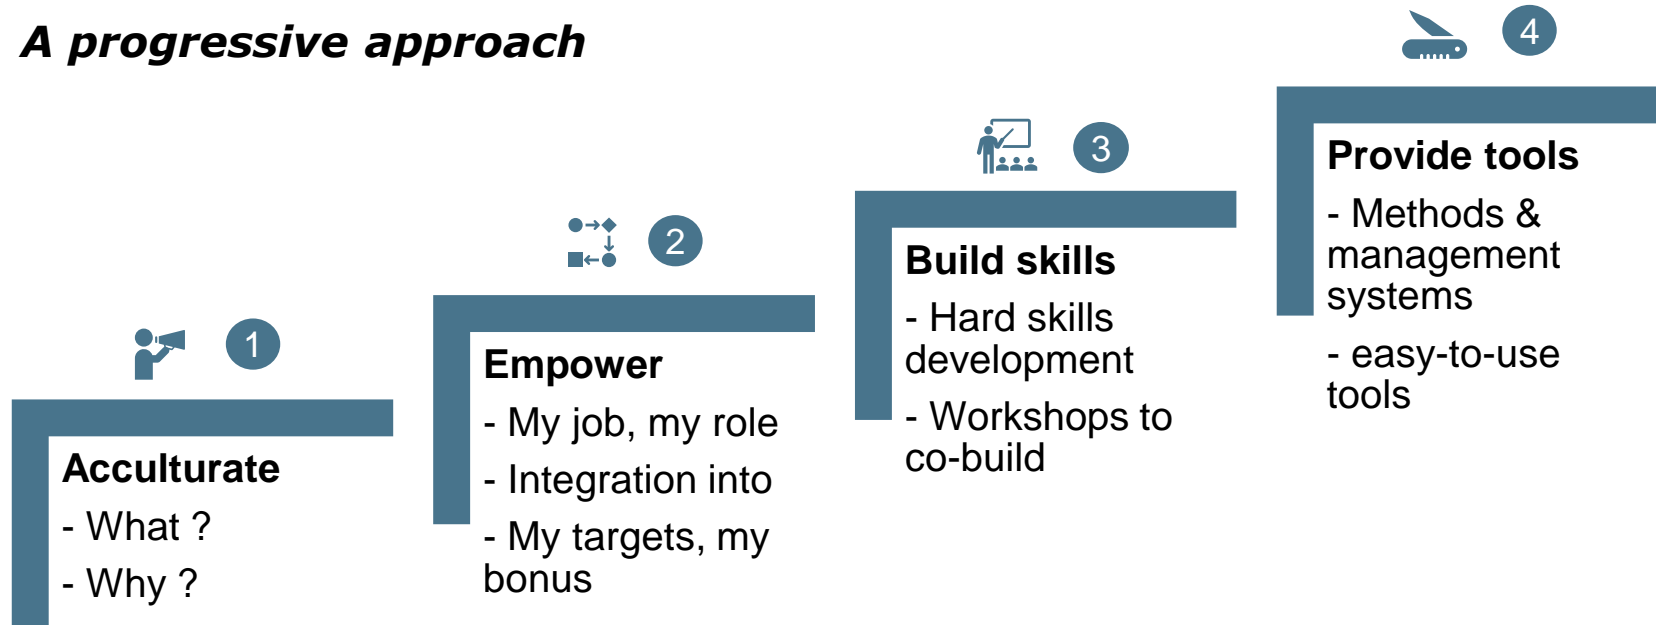 A progressive approach
1
Acculturate
- What ?
- Why ?
2
Empower
- My job, my role
- Integration into
- My targets, my
bonus
3
Build skills
- Hard skills
development
- Workshops to
co-build
4
Provide tools
- Methods &
management
systems
- easy-to-use
tools